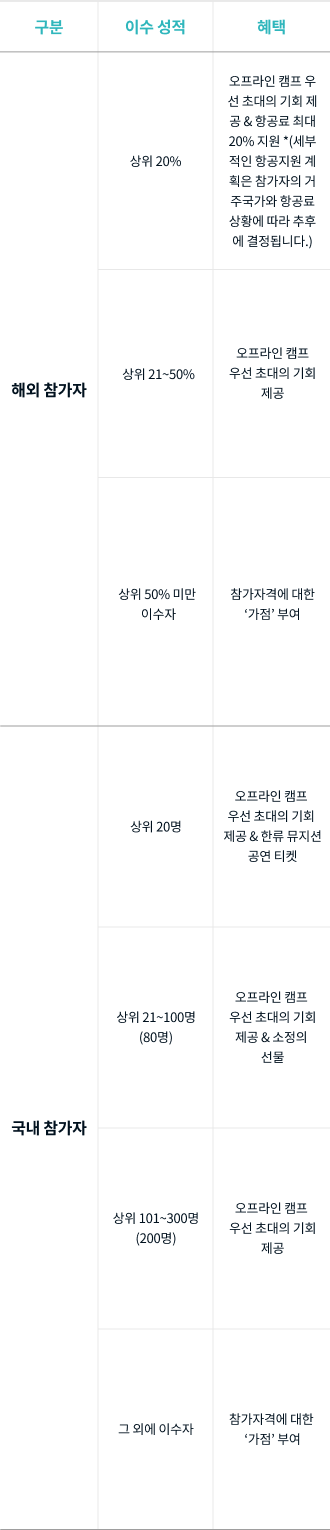 구분
이수 성적
혜택
해외 참가자
상위 20%
오프라인 캠프 우
선 초대의 기회 제
공 & 항공료 최대
20% 지원 *(세부
적인 항공지원 계
획은 참가자의 거
주국가와 항공료
상황에 따라 추후
에 결정됩니다.)
상위 21~50%
오프라인 캠프
우선 초대의 기회
제공
상위 50% 미만
이수자
참가자격에 대한
‘가점’ 부여
국내 참가자
상위 20명
오프라인 캠프
우선 초대의 기회
제공 & 한류 뮤지션
공연 티켓
상위 21~100명
(80명)
오프라인 캠프
우선 초대의 기회
제공 & 소정의
선물
상위 101~300명
(200명)
오프라인 캠프
우선 초대의 기회
제공
그 외에 이수자
참가자격에 대한
‘가점’ 부여